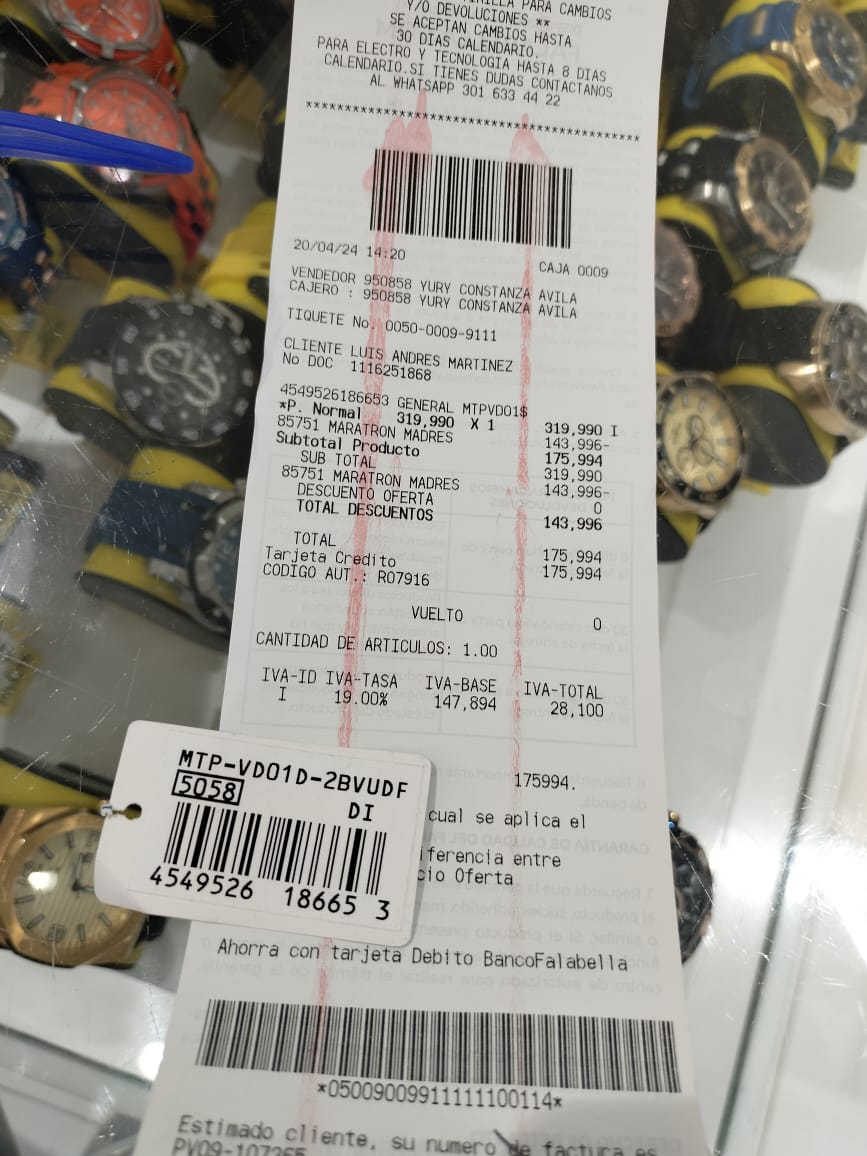 PARA CAMBIOS
Y/O DEVOLUCIONES **
SE ACEPTAN CAMBIOS HASTA
30 DIAS CALENDARIO.
PARA ELECTRO Y TECNOLOGIA HASTA 8 DIAS
CALENDARIO.SI TIENES DUDAS CONTACTANOS
AL WHATSAPP 301 633 44 22
******************************************
20/04/24 14:20 CAJA 0009
VENDEDOR 950858 YURY CONSTANZA AVILA
CAJERO : 950858 YURY CONSTANZA AVILA
TIQUETE No. 0050-0009-9111
CLIENTE LUIS ANDRES MARTINEZ
No DOC 1116251868
4549526186653 GENERAL MTPVD01$
*P. Normal 319,990 X 1 319,990 I
85751 MARATRON MADRES 143,996-
Subtotal Producto 175,994
SUB TOTAL 319,990
85751 MARATRON MADRES 143,996-
DESCUENTO OFERTA 0
TOTAL DESCUENTOS 143,996
TOTAL 175,994
Tarjeta Credito 175,994
CODIGO AUT.: R07916
VUELTO 0
CANTIDAD DE ARTICULOS: 1.00
IVA-ID IVA-TASA IVA-BASE IVA-TOTAL
I 19.00% 147,894 28,100
175994.
cual se aplica el
iferencia entre
cio Oferta
MTP-VD01D-2BVUDF
5058
DI
4549526 18665 3
Ahorra con tarjeta Debito BancoFalabella
*05009009911111100114*
Estimado cliente, su numero de factura es
PV09-107365